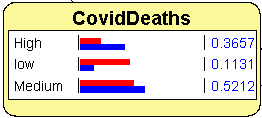 CovidDeaths
High 0.3657
low 0.1131
Medium 0.5212